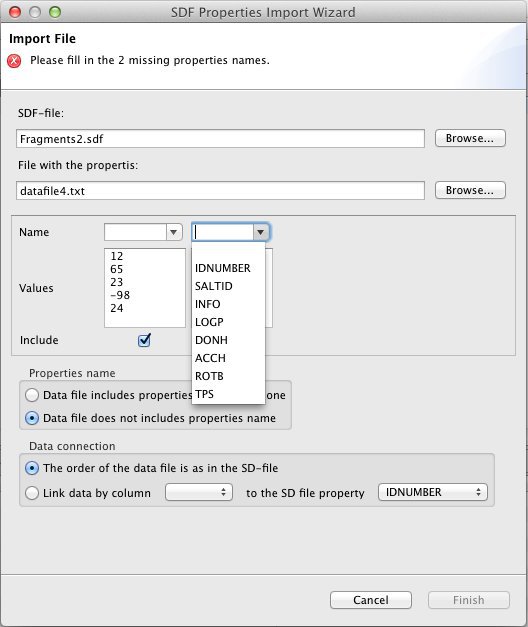 SDF Properties Import Wizard
Import File
Please fill in the 2 missing properties names.
SDF-file:
Fragments2.sdf
Browse...
File with the propertis:
datafile4.txt
Browse...
Name
Values
12
65
23
-98
24
IDNUMBER
SALTID
INFO
LOGP
DONH
ACCH
ROTB
TPS
Include
Properties name
Data file includes properties one
Data file does not includes properties name
Data connection
The order of the data file is as in the SD-file
Link data by column to the SD file property IDNUMBER
Cancel
Finish